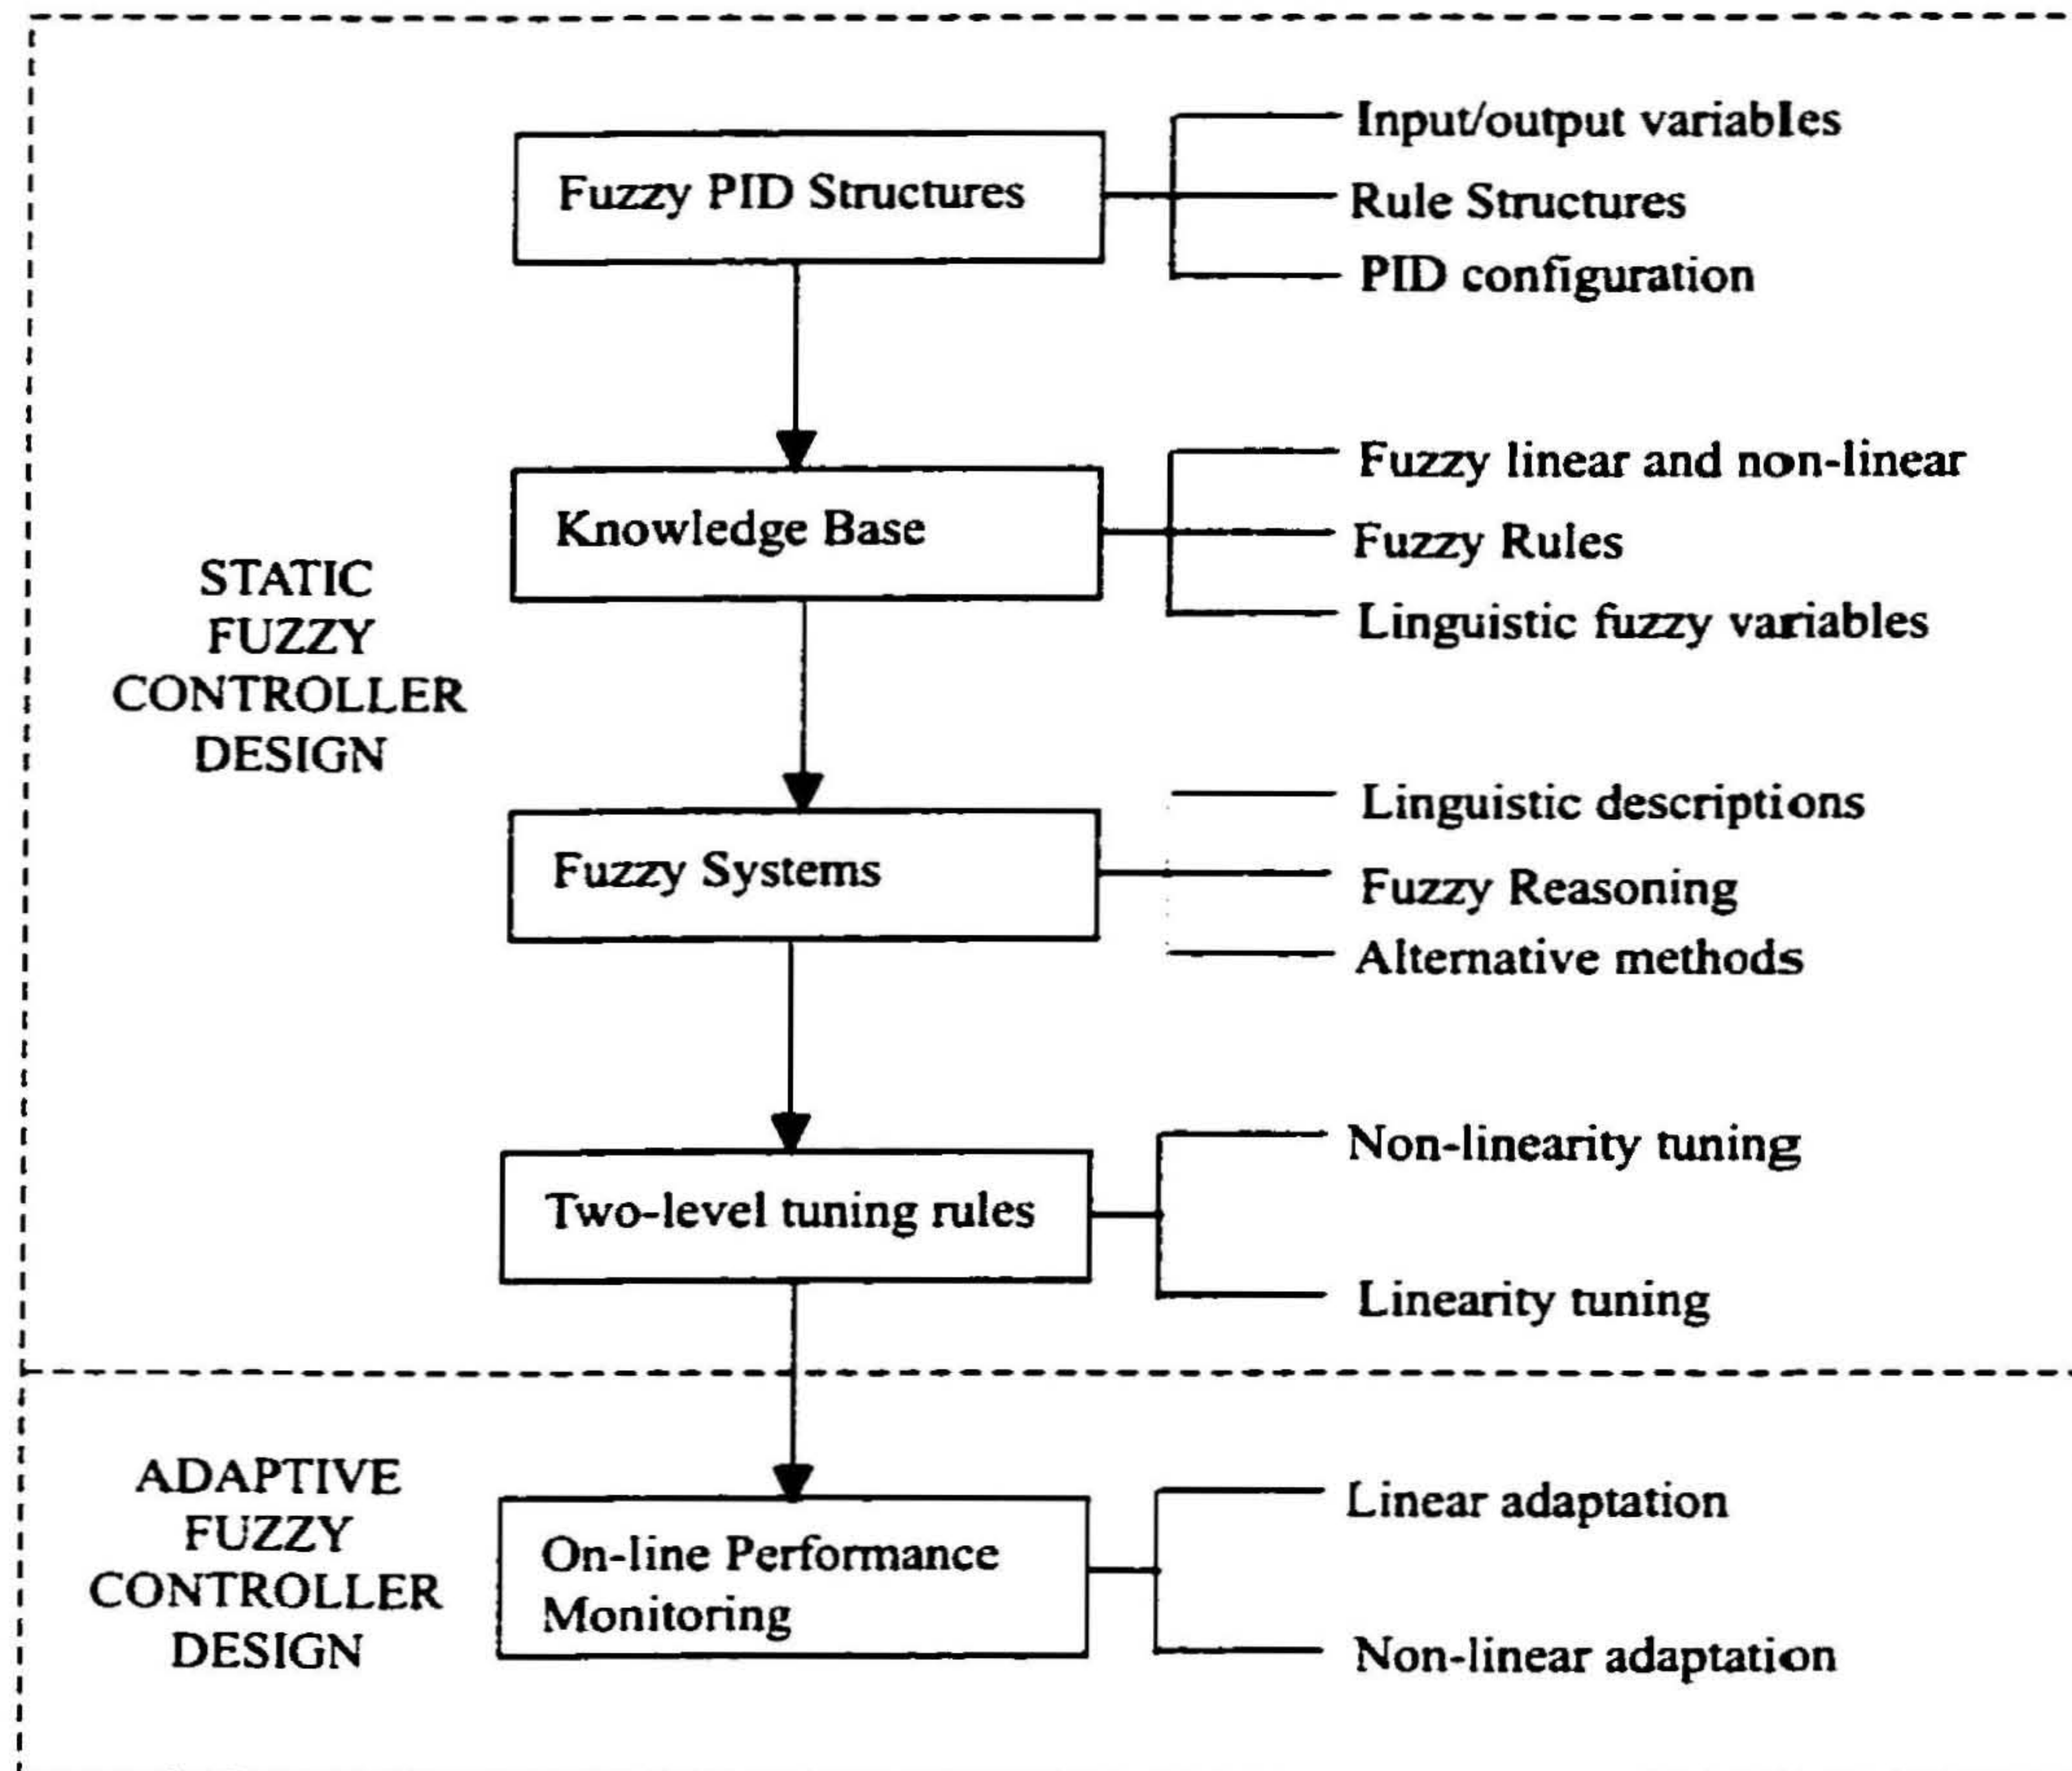 Input/output variables
Fuzzy PID Structures
Rule Structures
PID configuration
Fuzzy linear and non-linear
Knowledge Base
Fuzzy Rules
Linguistic fuzzy variables
STATIC
FUZZY
CONTROLLER
DESIGN
Linguistic descriptions
Fuzzy Systems
Fuzzy Reasoning
Alternative methods
Non-linearity tuning
Two-level tuning rules
Linearity tuning
ADAPTIVE
FUZZY
CONTROLLER
DESIGN
Linear adaptation
On-line Performance
Monitoring
Non-linear adaptation